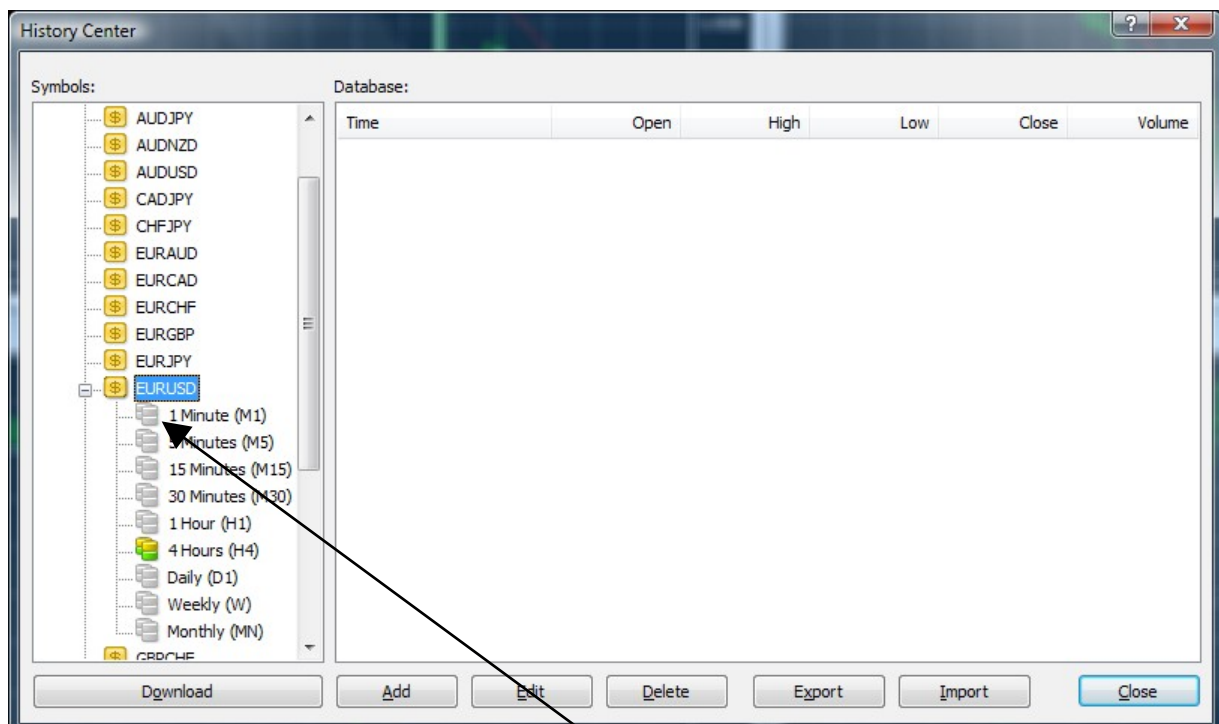 History Center
Symbols:
Database:
AUDJPY
AUDNZD
AUDUSD
CADJPY
CHFJPY
EURAUD
EURCAD
EURCHF
EURGBP
EURJPY
EURUSD
1 Minute (M1)
5 Minutes (M5)
15 Minutes (M15)
30 Minutes (M30)
1 Hour (H1)
4 Hours (H4)
Daily (D1)
Weekly (W)
Monthly (MN)
GBPCHF
Time Open High Low Close Volume
Download Add Edit Delete Export Import Close